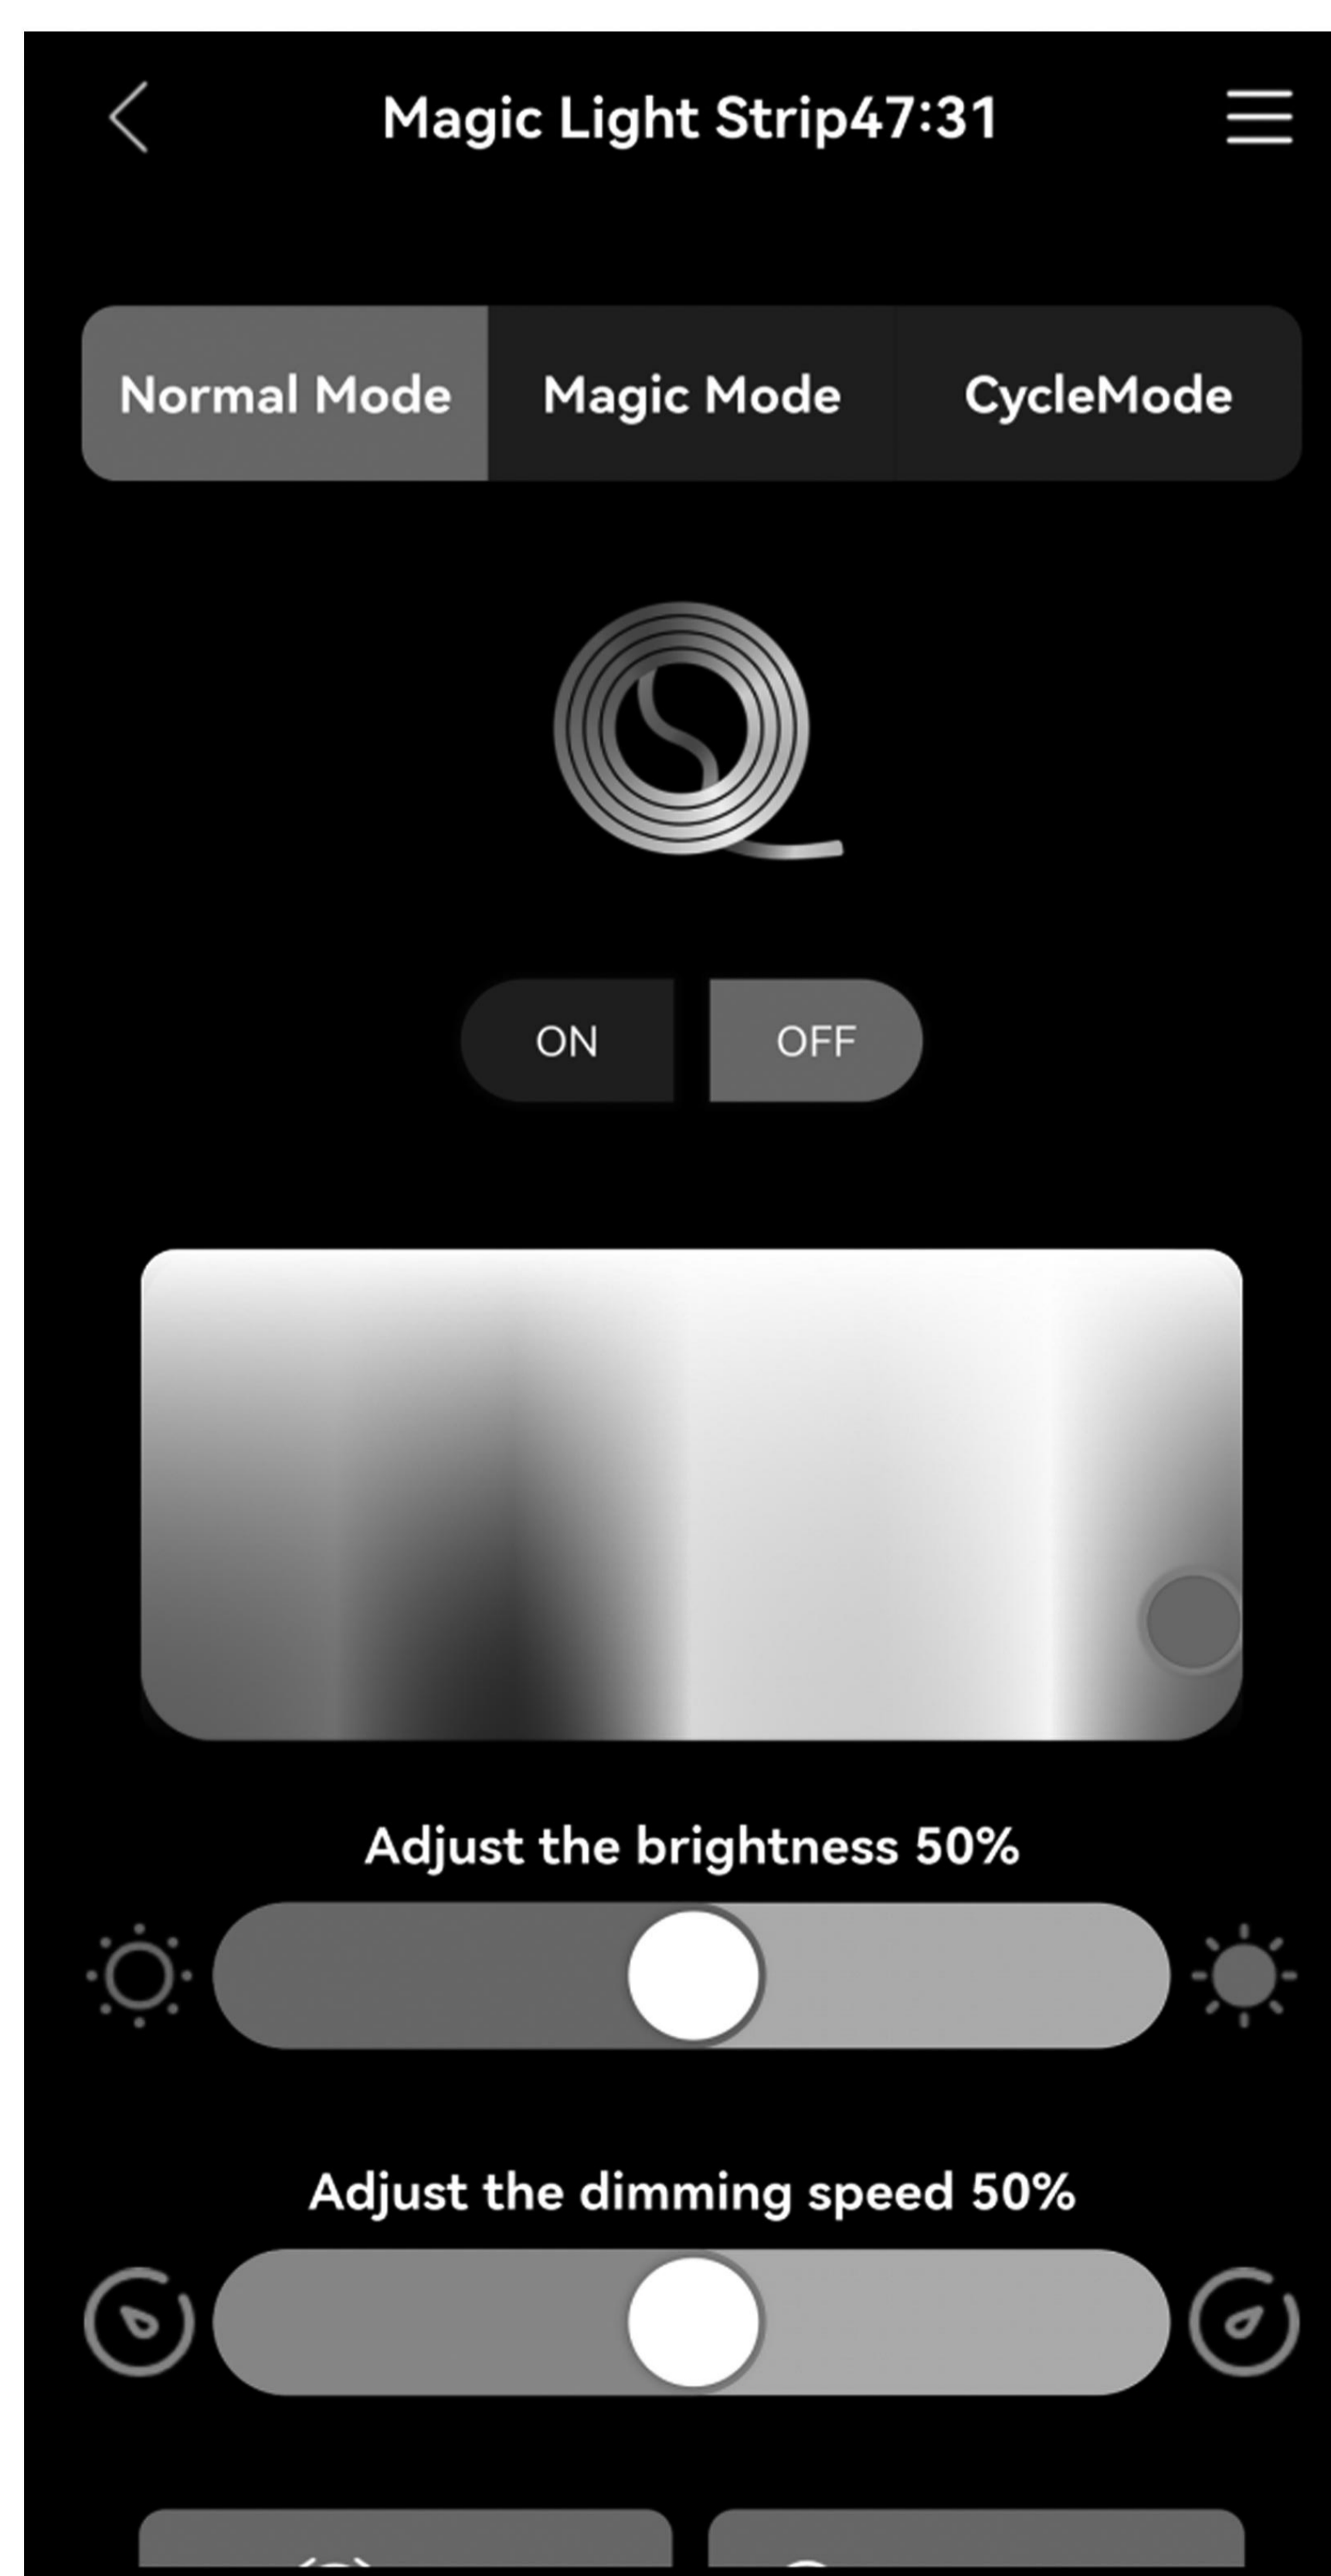 Magic Light Strip47:31
Normal Mode Magic Mode CycleMode
ON OFF
Adjust the brightness 50%
Adjust the dimming speed 50%